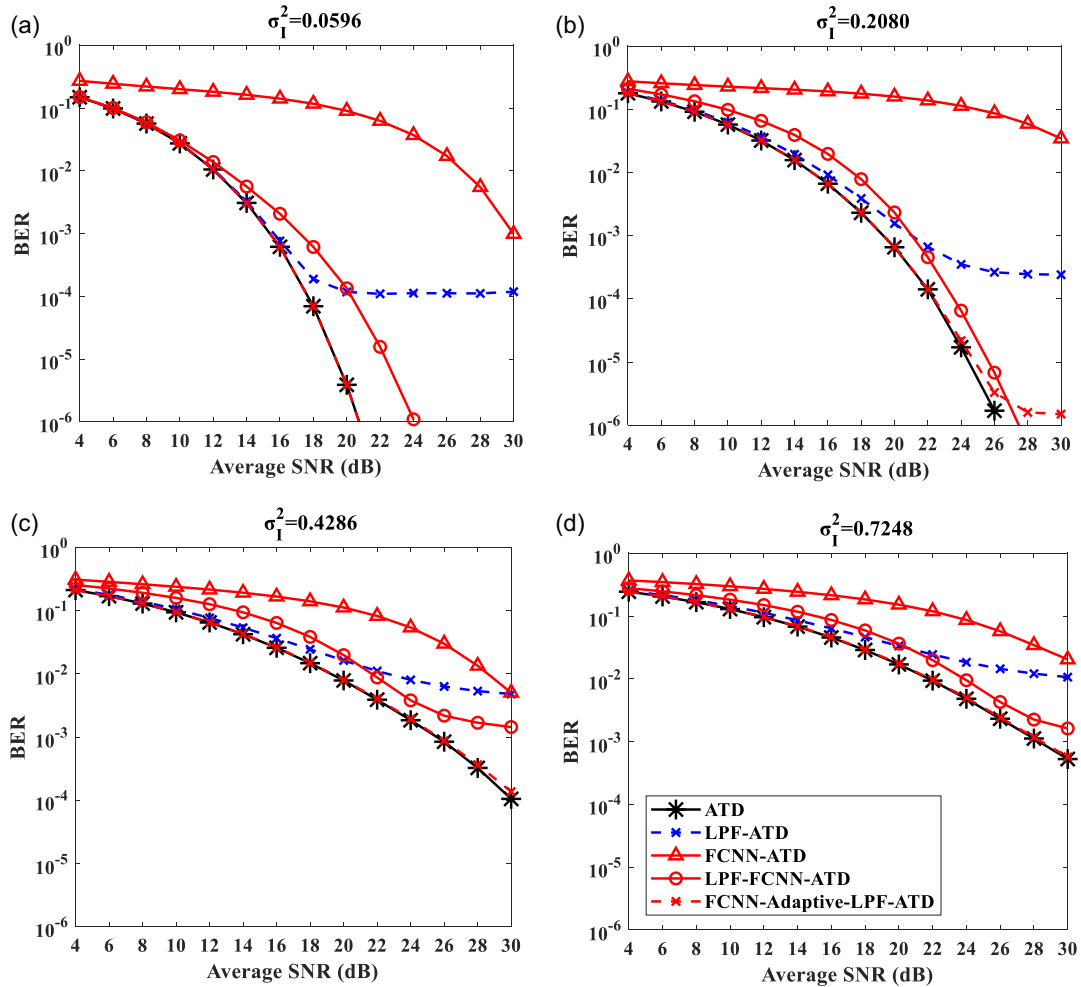 (a)
σ_I^2=0.0596
10^0
10^-1
10^-2
10^-3
10^-4
10^-5
10^-6
BER
4 6 8 10 12 14 16 18 20 22 24 26 28 30
Average SNR (dB)
(b)
σ_I^2=0.2080
10^0
10^-1
10^-2
10^-3
10^-4
10^-5
10^-6
BER
4 6 8 10 12 14 16 18 20 22 24 26 28 30
Average SNR (dB)
(c)
σ_I^2=0.4286
10^0
10^-1
10^-2
10^-3
10^-4
10^-5
10^-6
BER
4 6 8 10 12 14 16 18 20 22 24 26 28 30
Average SNR (dB)
(d)
σ_I^2=0.7248
10^0
10^-1
10^-2
10^-3
10^-4
10^-5
10^-6
BER
4 6 8 10 12 14 16 18 20 22 24 26 28 30
Average SNR (dB)
ATD
LPF-ATD
FCNN-ATD
LPF-FCNN-ATD
FCNN-Adaptive-LPF-ATD